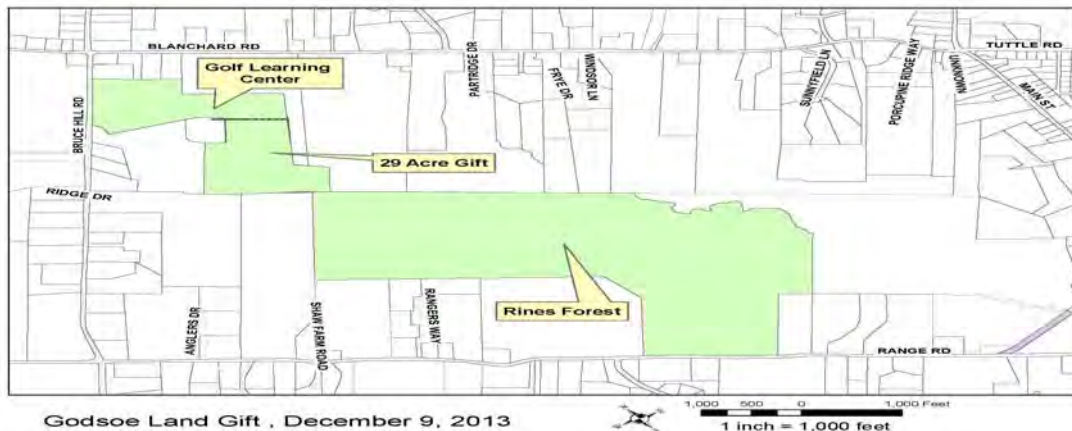 BLANCHARD RD
TUTTLE RD
Golf Learning
Center
BRUCE HILL RD
PARTRIDGE DR
FRYE DR
WINDSOR LN
SUNNYFIELD LN
PORCUPINE RIDGE WAY
UNKNOWN
MAIN ST
29 Acre Gift
RIDGE DR
Rines Forest
ANGLERS DR
SHAW FARM ROAD
RANGERS WAY
RANGE RD
Godsoe Land Gift , December 9, 2013
1,000 500 0 1,000 Feet
1 inch = 1,000 feet